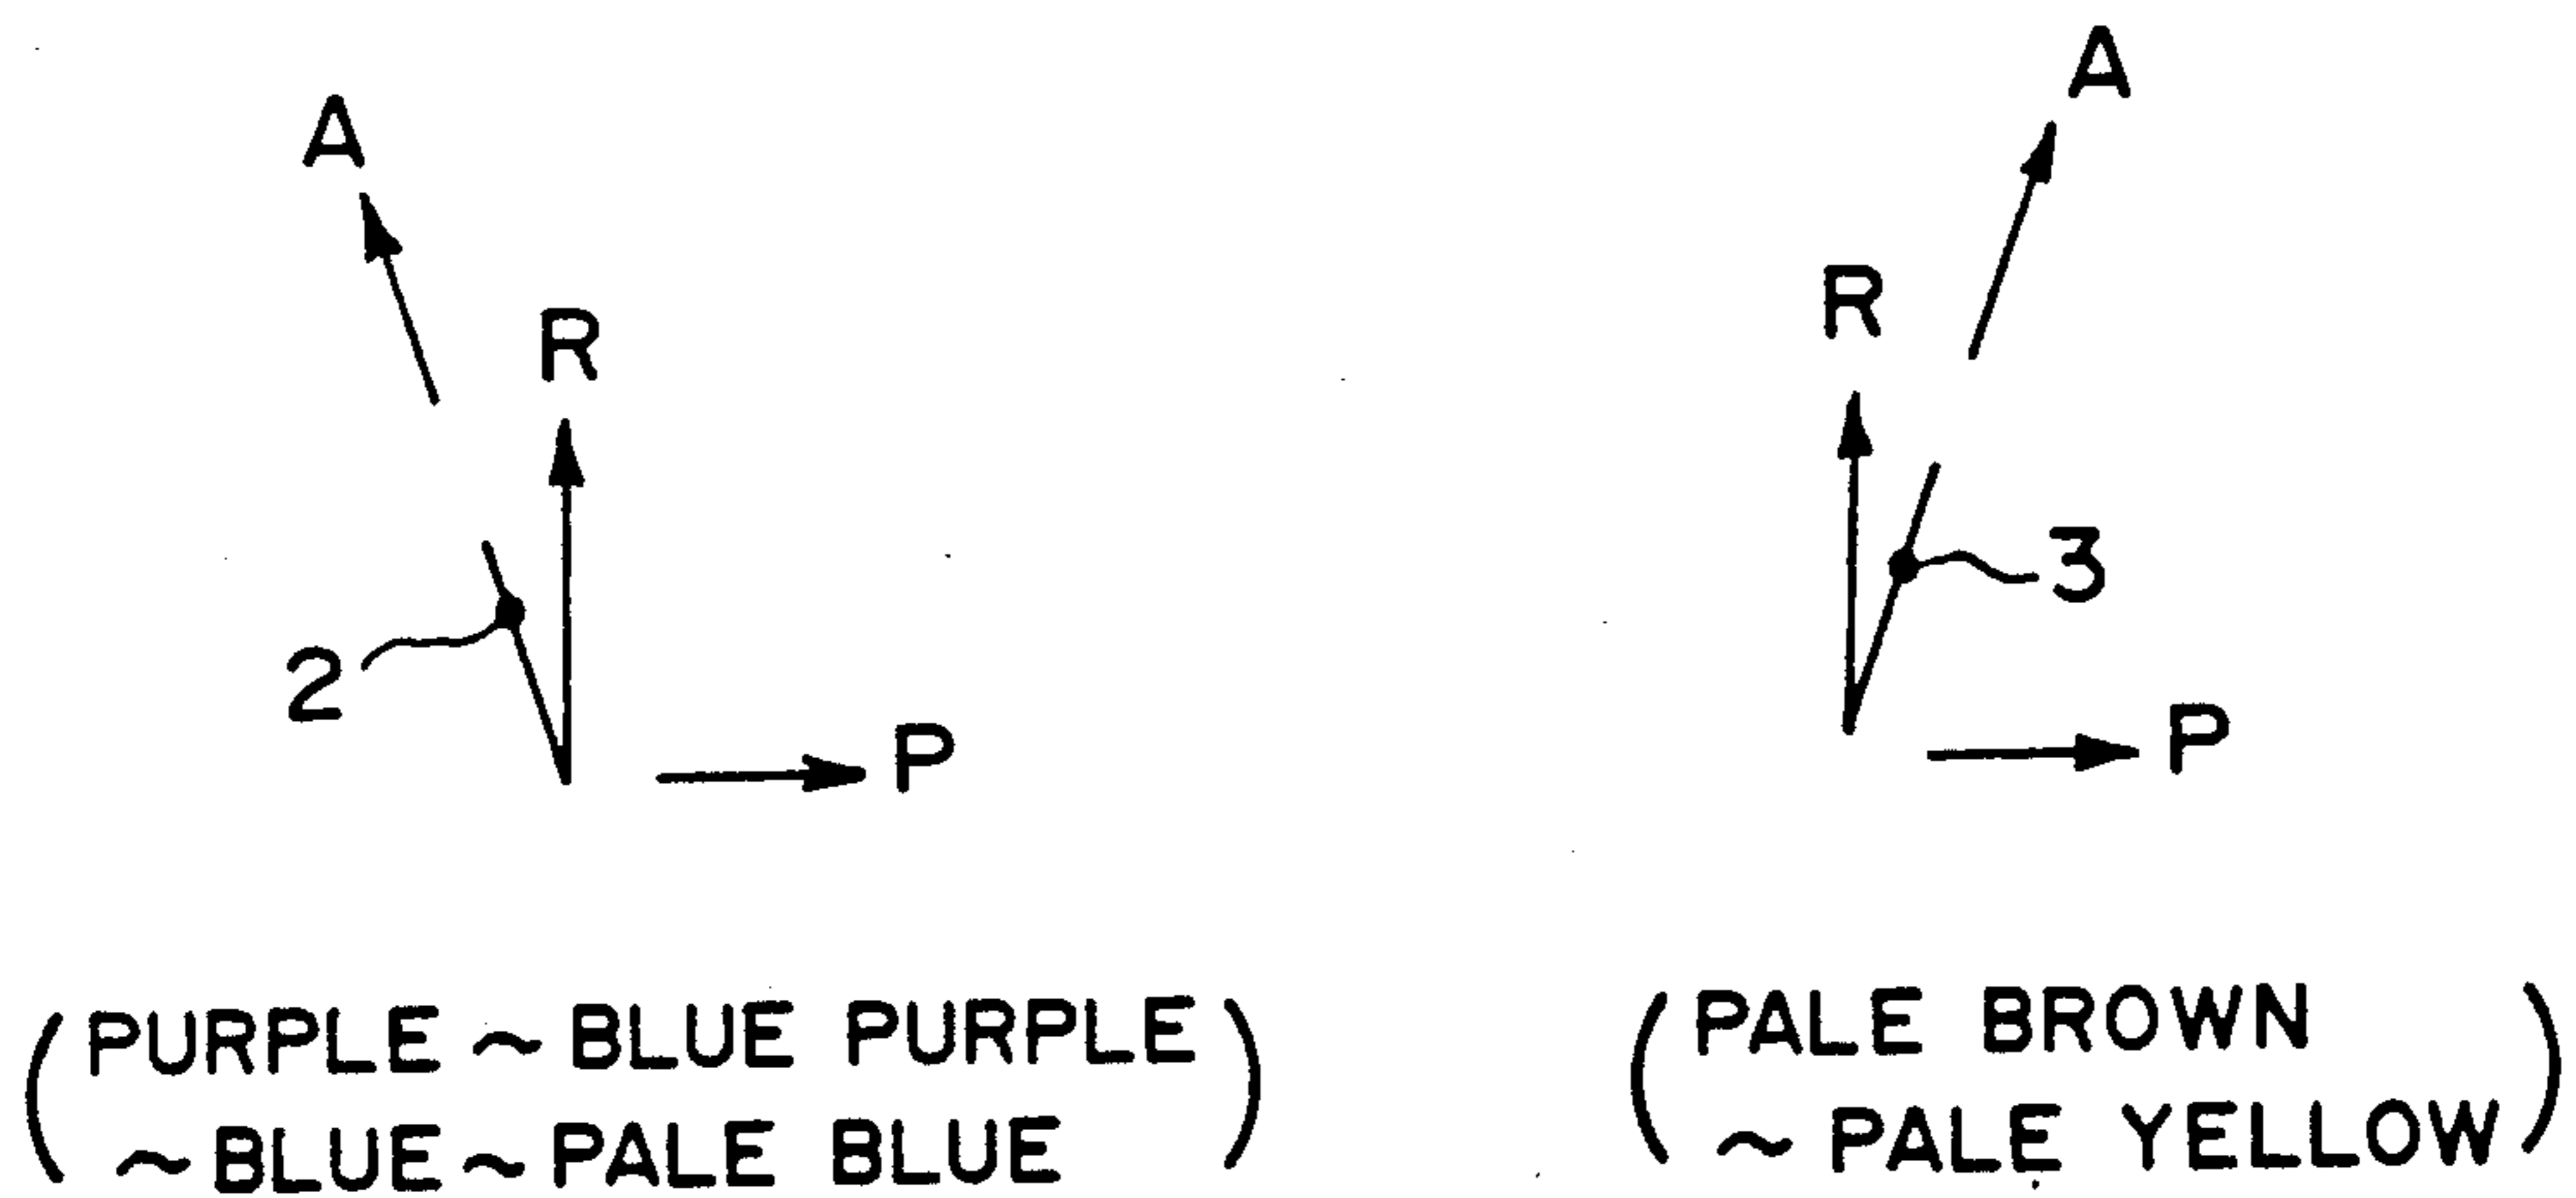 A
R
2
P
(PURPLE ~ BLUE PURPLE
~ BLUE ~ PALE BLUE)
A
R
3
P
(PALE BROWN
~ PALE YELLOW)